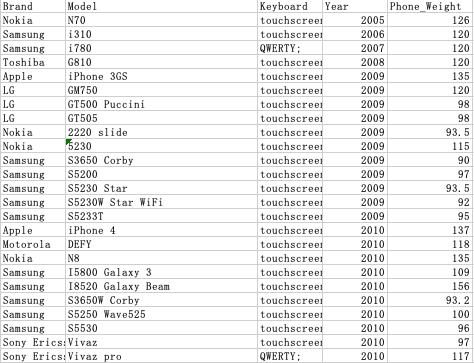 Brand Model Keyboard Year Phone_Weight
Nokia N70 touchscreen 2005 126
Samsung i310 touchscreen 2006 120
Samsung i780 QWERTY; 2007 120
Toshiba G810 touchscreen 2008 120
Apple iPhone 3GS touchscreen 2009 135
LG GM750 touchscreen 2009 120
LG GT500 Puccini touchscreen 2009 98
LG GT505 touchscreen 2009 98
Nokia 2220 slide touchscreen 2009 93.5
Nokia 5230 touchscreen 2009 115
Samsung S3650 Corby touchscreen 2009 90
Samsung S5200 touchscreen 2009 97
Samsung S5230 Star touchscreen 2009 93.5
Samsung S5230W Star WiFi touchscreen 2009 92
Samsung S5233T touchscreen 2009 95
Apple iPhone 4 touchscreen 2010 137
Motorola DEFY touchscreen 2010 118
Nokia N8 touchscreen 2010 135
Samsung I5800 Galaxy 3 touchscreen 2010 109
Samsung I8520 Galaxy Beam touchscreen 2010 156
Samsung S3650W Corby touchscreen 2010 93.2
Samsung S5250 Wave525 touchscreen 2010 100
Samsung S5530 touchscreen 2010 96
Sony Erics Vivaz touchscreen 2010 97
Sony Erics Vivaz pro QWERTY; 2010 117